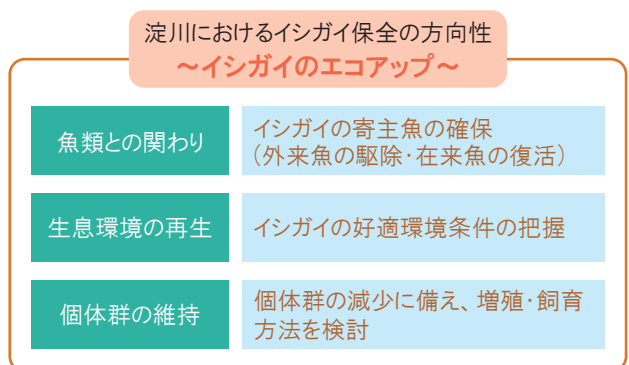 淀川におけるイシガイ保全の方向性
～イシガイのエコアップ～
魚類との関わり
イシガイの寄主魚の確保
（外来魚の駆除・在来魚の復活）
生息環境の再生
イシガイの好適環境条件の把握
個体群の維持
個体群の減少に備え、増殖・飼育
方法を検討